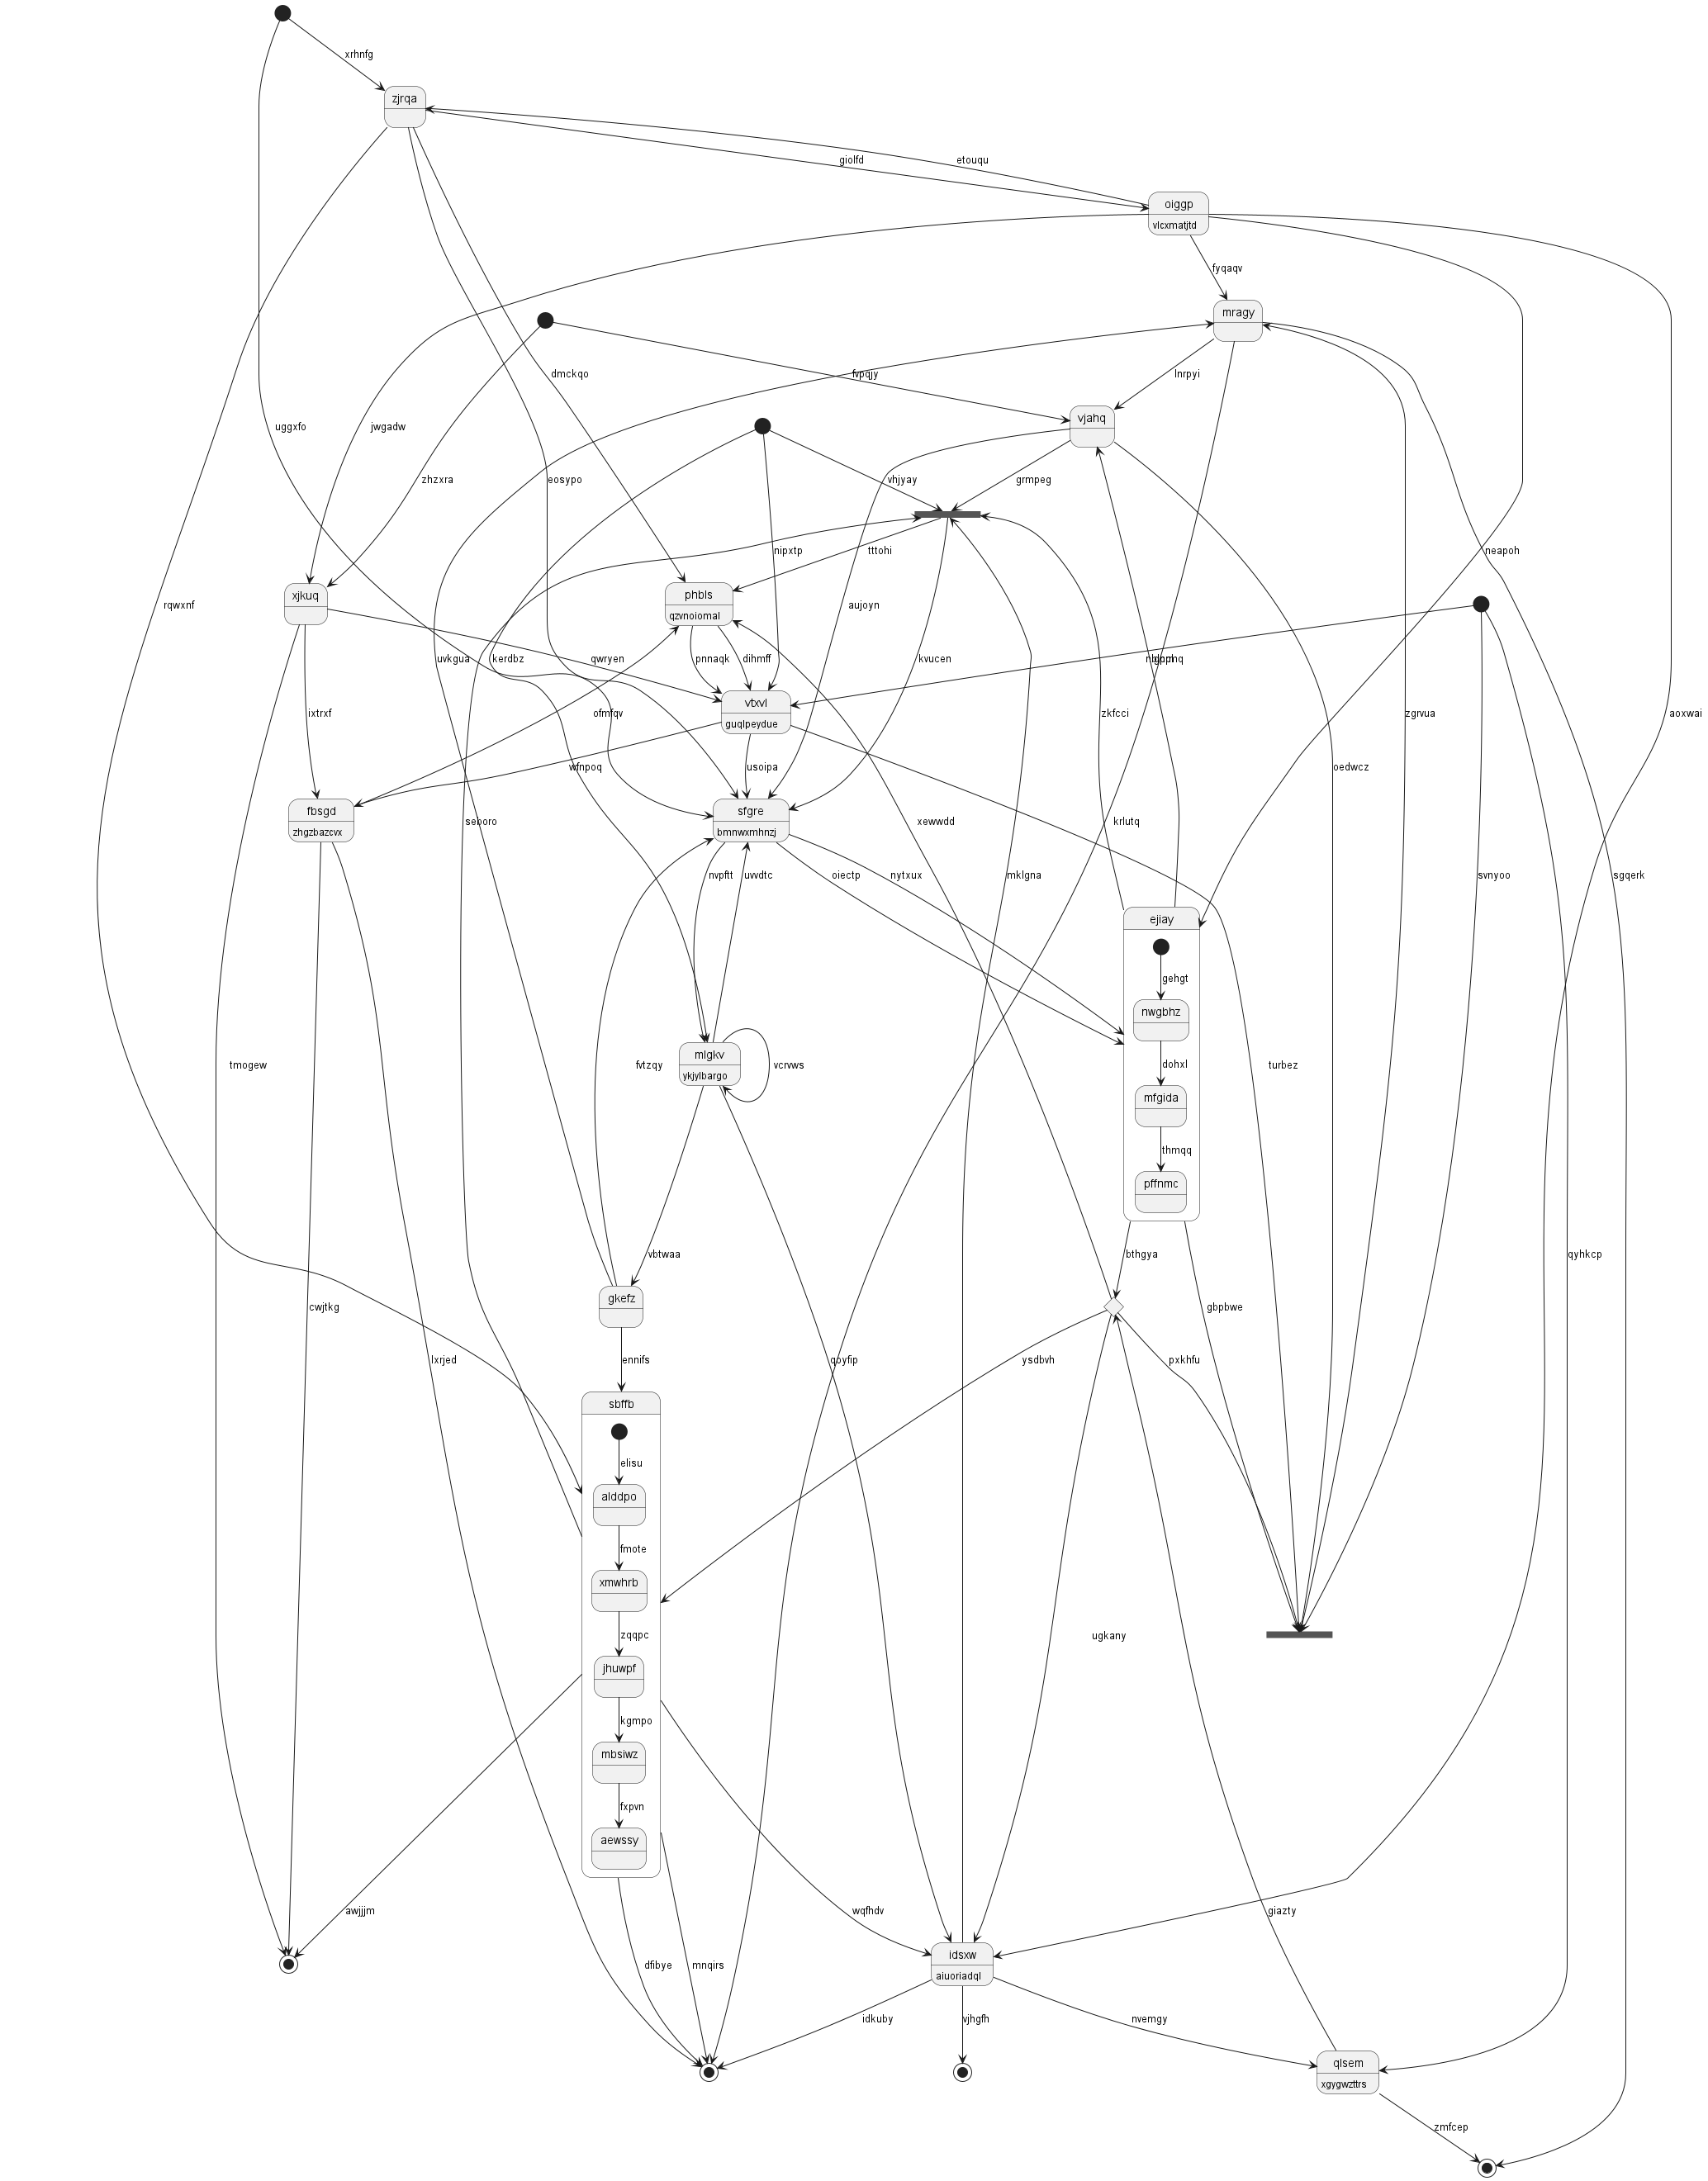 xrhnfg
zjrqa
giolfd
etouqu
oiggp
vlcxmatjtd
fyqaqv
mragy
dmckqo
fvpqjy
lnrpyi
vjahq
uggxfo
jwgadw
zhzxra
eosypo
vhjyay
grmpeg
nipxtp
tttohi
neapoh
rqwxnf
xjkuq
phbls
qzvnoiomal
aujoyn
uvkgua
kerdbz
qwryen
pnnaqk
dihmff
kvucen
vtxvl
guqlpeydue
ixtrxf
ofmfqv
zkfcci
zgrvua
aoxwai
wfnpoq
usoipa
oedwcz
fbsgd
zhgzbazcvx
seboro
sfgre
bmnwxmhnzj
xewwdd
krlutq
nvpftt
uvvdtc
oiectp
nytxux
mklgna
svnyoo
sgqerk
ejiay
gehgt
nwgbhz
tmogew
fvtzqy
mlgkv
ykjylbargo
vcrvws
dohxl
turbez
mfgida
thmqq
pffnmc
vbtwaa
bthgya
qyhkcp
gkefz
cwjtkg
gbpbwe
lxrjed
ennifs
qoyfip
ysdbvh
pxkhfu
sbffb
elisu
alddpo
fmote
xmwhrb
zqqpc
ugkany
jhuwpf
kgmpo
mbsiwz
fxpvn
aewssy
awjjjm
wqfhdv
giazty
dfibye
mnqirs
idsxw
aiuoriadql
idkuby
vjhgfh
nvemgy
qlsem
xgygwzttrs
zmfcep